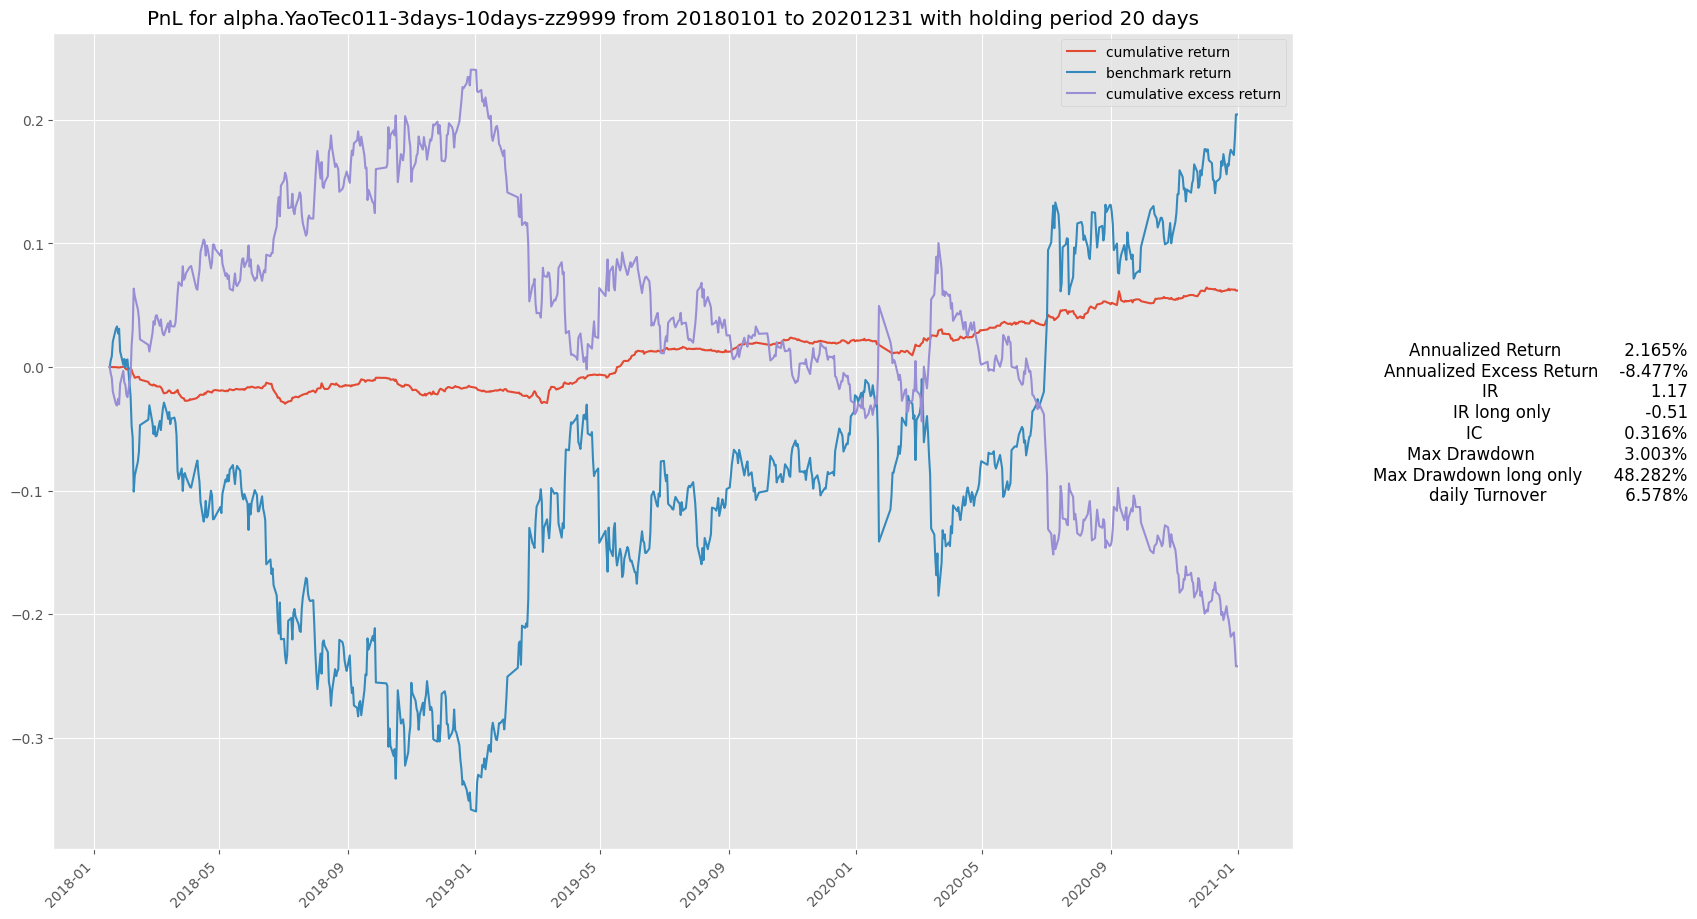 PnL for alpha.YaoTec011-3days-10days-zz9999 from 20180101 to 20201231 with holding period 20 days
cumulative return
benchmark return
cumulative excess return
0.2
0.1
0.0
−0.1
−0.2
−0.3
Annualized Return 2.165%
Annualized Excess Return -8.477%
IR 1.17
IR long only -0.51
IC 0.316%
Max Drawdown 3.003%
Max Drawdown long only 48.282%
daily Turnover 6.578%
2018-01
2018-05
2018-09
2019-01
2019-05
2019-09
2020-01
2020-05
2020-09
2021-01